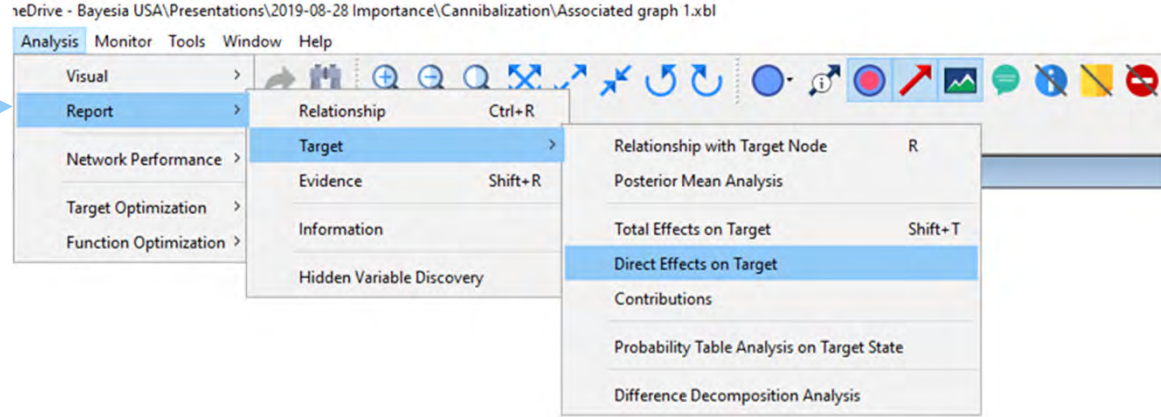 neDrive - Bayesia USA\Presentations\2019-08-28 Importance\Cannibalization\Associated graph 1.xbl
Analysis Monitor Tools Window Help
Visual >
Report >
Network Performance >
Target Optimization >
Function Optimization >
Relationship Ctrl+R
Target >
Evidence Shift+R
Information
Hidden Variable Discovery
Relationship with Target Node R
Posterior Mean Analysis
Total Effects on Target Shift+T
Direct Effects on Target
Contributions
Probability Table Analysis on Target State
Difference Decomposition Analysis